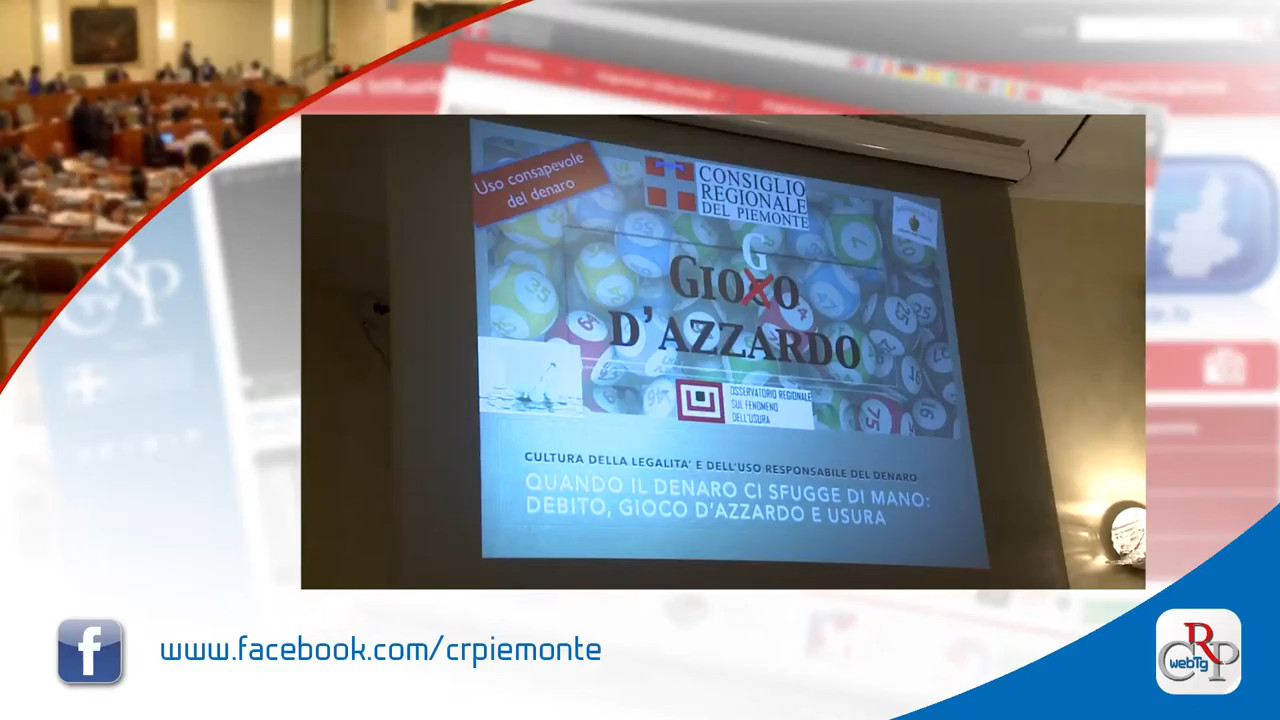 Uso consapevole
del denaro
CONSIGLIO
REGIONALE
DEL PIEMONTE
G
GIOCO
D'AZZARDO
OSSERVATORIO REGIONALE
SUL FENOMENO
DELL'USURA
CULTURA DELLA LEGALITA' E DELL'USO RESPONSABILE DEL DENARO
QUANDO IL DENARO CI SFUGGE DI MANO:
DEBITO, GIOCO D'AZZARDO E USURA
f www.facebook.com/crpiemonte
CRP
webTg